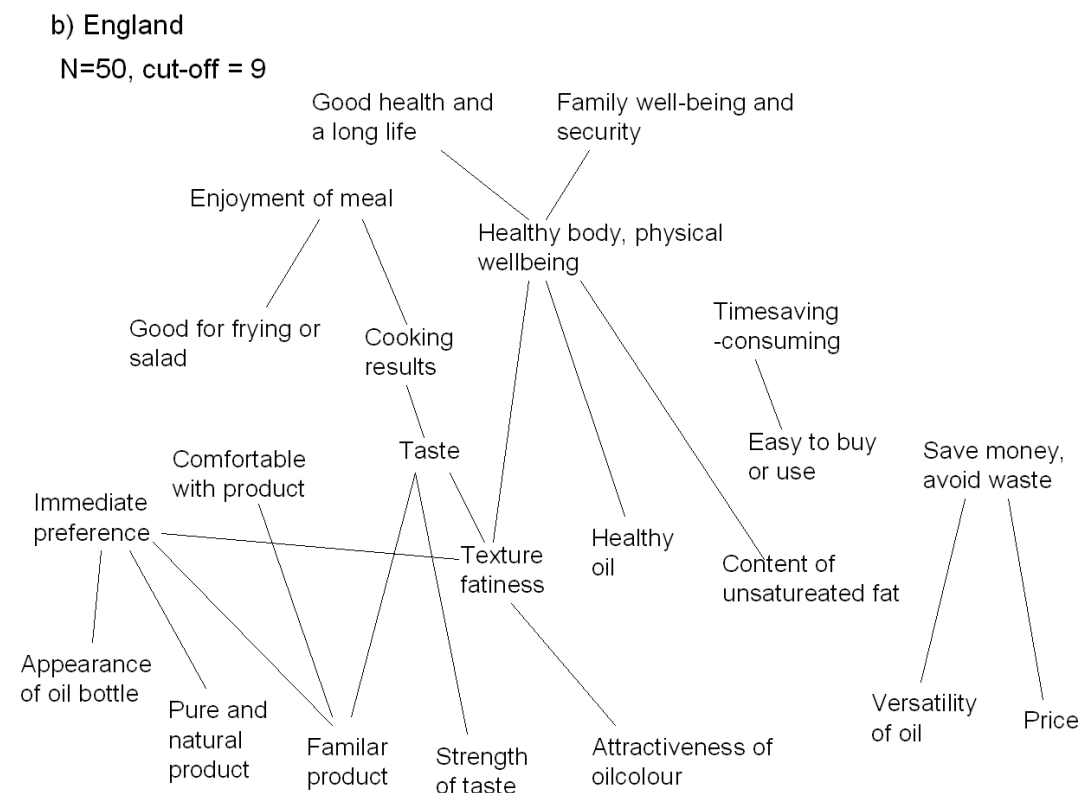 b) England
N=50, cut-off = 9
Good health and
a long life
Family well-being and
security
Enjoyment of meal
Healthy body, physical
wellbeing
Good for frying or
salad
Cooking
results
Timesaving
-consuming
Taste
Easy to buy
or use
Save money,
avoid waste
Comfortable
with product
Immediate
preference
Texture
fatiness
Healthy
oil
Content of
unsatureated fat
Appearance
of oil bottle
Pure and
natural
product
Familar
product
Strength
of taste
Attractiveness of
oilcolour
Versatility
of oil
Price